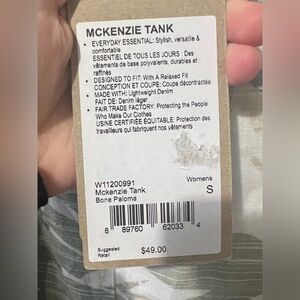 MCKENZIE TANK
• EVERYDAY ESSENTIAL: Stylish, versatile &
comfortable
ESSENTIEL DE TOUS LES JOURS : Des
vêtements de base polyvalents, durables et
raffinés
• DESIGNED TO FIT: With A Relaxed Fit
CONCEPTION ET COUPE: Coupe décontractée
• MADE WITH: Lightweight Denim
FAIT DE: Denim léger
• FAIR TRADE FACTORY: Protecting the People
Who Make Our Clothes
USINE CERTIFIÉE ÉQUITABLE: Protection des
travailleurs qui fabriquent nos vêtements
W11200991
Womens
Mckenzie Tank
S
Bone Paloma
8 89760 62033 4
Suggested
Retail
$49.00